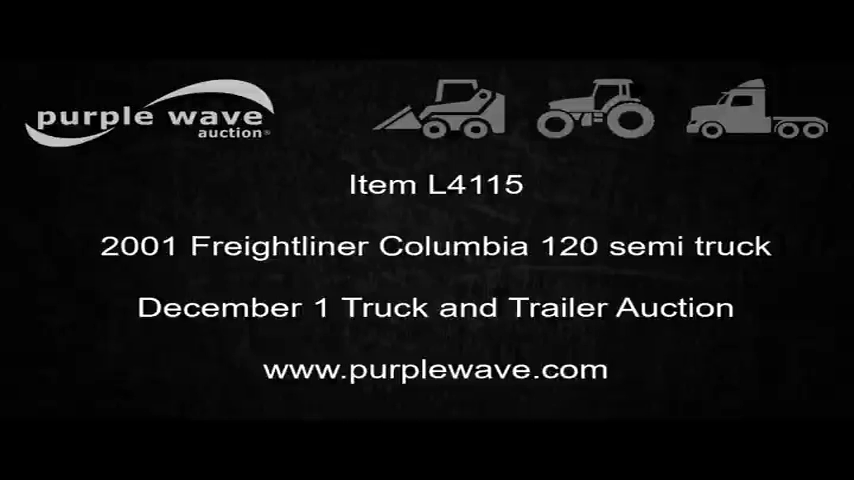 purple wave
auction®
Item L4115
2001 Freightliner Columbia 120 semi truck
December 1 Truck and Trailer Auction
www.purplewave.com